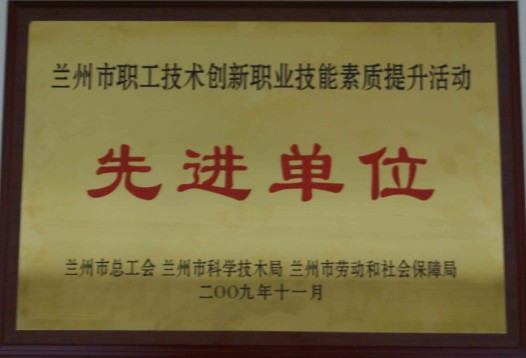 兰州市职工技术创新职业技能素质提升活动
先进单位
兰州市总工会 兰州市科学技术局 兰州市劳动和社会保障局
二OO九年十一月